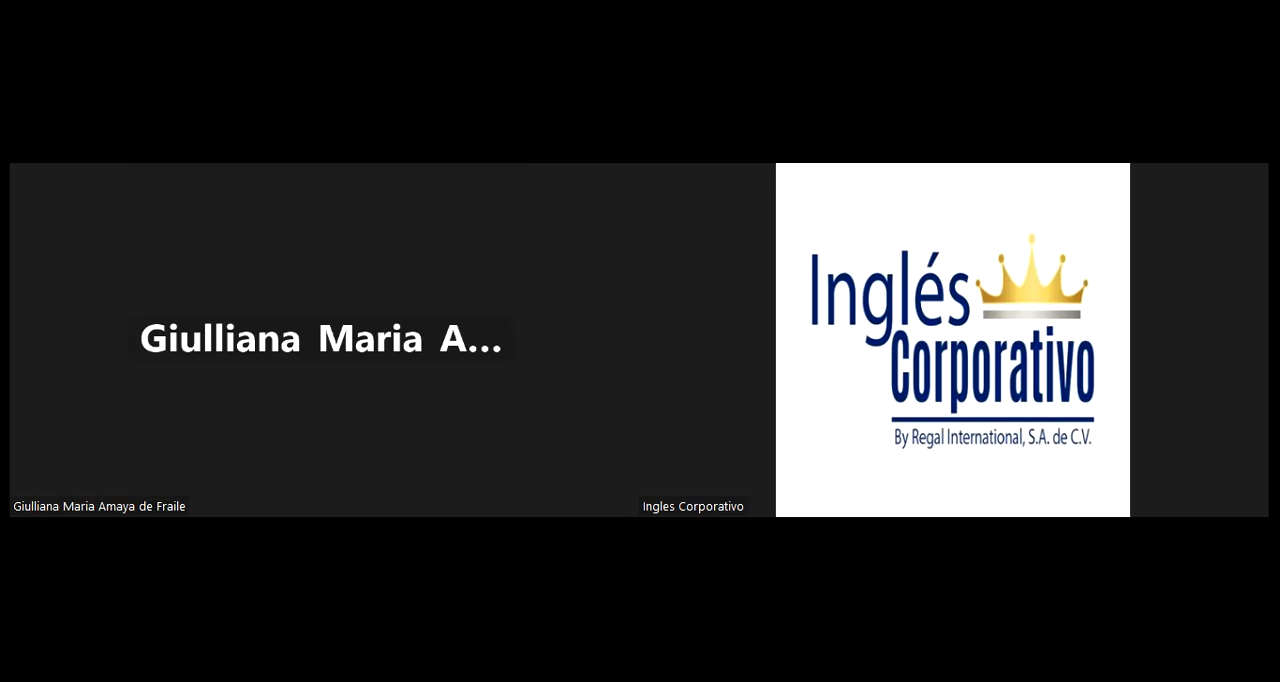 Giulliana Maria A...
Giulliana Maria Amaya de Fraile
Inglés
Corporativo
By Regal International, S.A. de C.V.
Ingles Corporativo